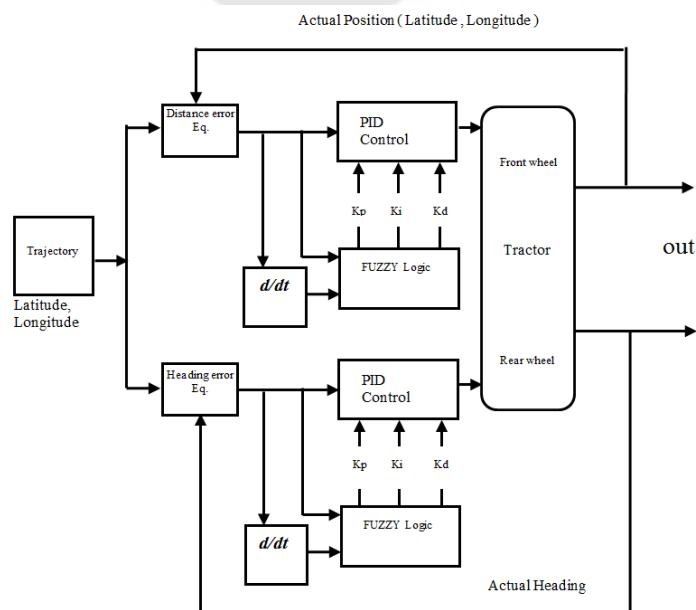 Actual Position ( Latitude , Longitude )
Distance error
Eq.
PID
Control
Front wheel
Kp Ki Kd
Trajectory
Tractor
out
FUZZY Logic
d/dt
Latitude,
Longitude
Heading error
Eq.
PID
Control
Rear wheel
Kp Ki Kd
FUZZY Logic
d/dt
Actual Heading